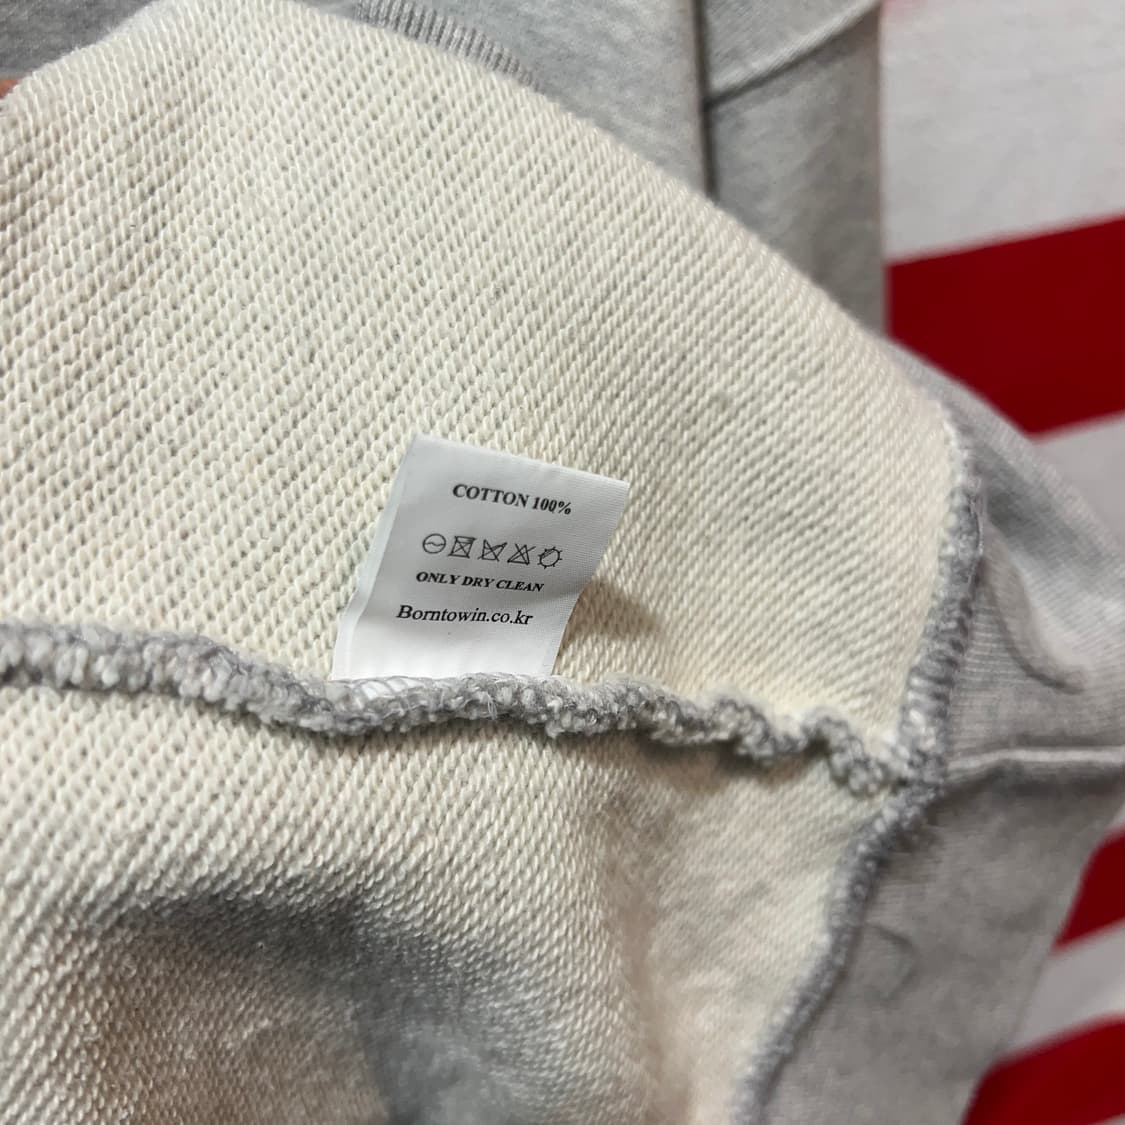 COTTON 100%
ONLY DRY CLEAN
Borntowin.co.kr